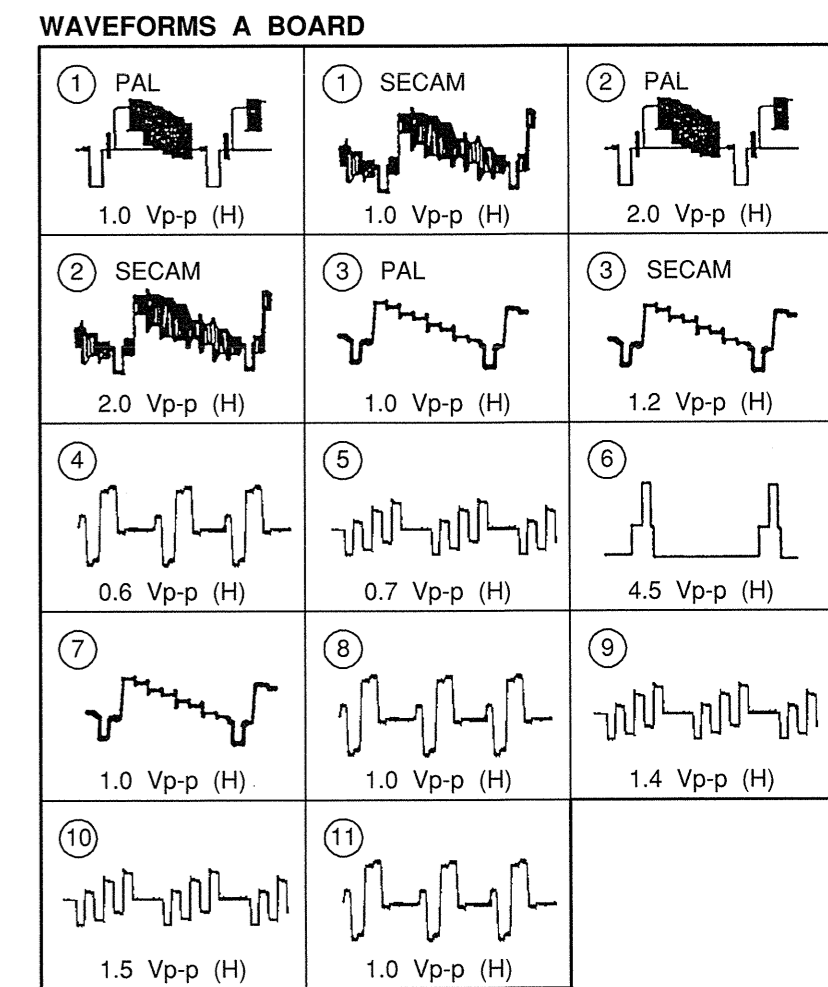 WAVEFORMS A BOARD
1 PAL
1.0 Vp-p (H)
1 SECAM
1.0 Vp-p (H)
2 PAL
2.0 Vp-p (H)
2 SECAM
2.0 Vp-p (H)
3 PAL
1.0 Vp-p (H)
3 SECAM
1.2 Vp-p (H)
4
0.6 Vp-p (H)
5
0.7 Vp-p (H)
6
4.5 Vp-p (H)
7
1.0 Vp-p (H)
8
1.0 Vp-p (H)
9
1.4 Vp-p (H)
10
1.5 Vp-p (H)
11
1.0 Vp-p (H)